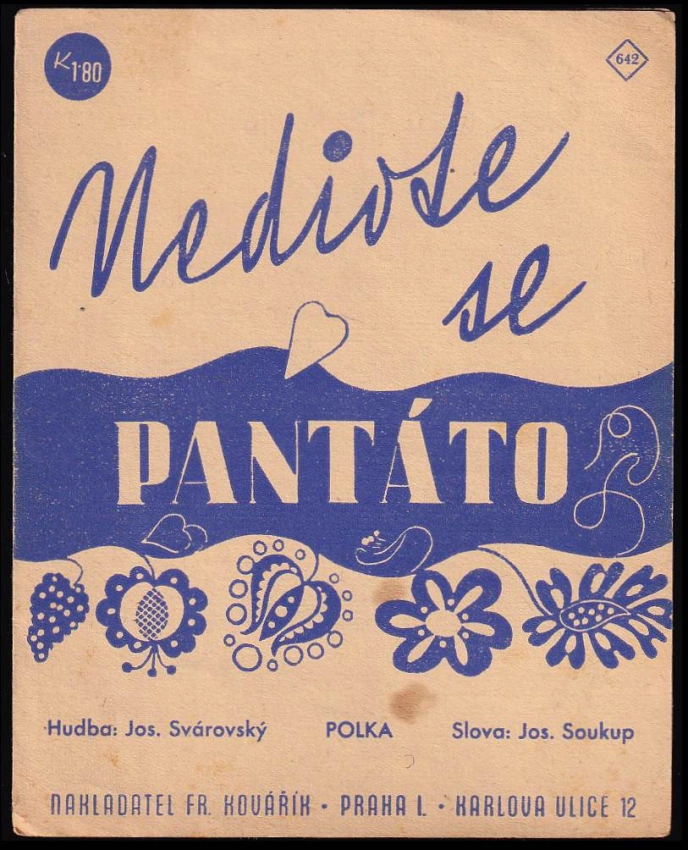 K 1·80
642
Nedivte
se
PANTÁTO
Hudba: Jos. Svárovský POLKA Slova: Jos. Soukup
NAKLADATEL FR. KOVÁŘÍK • PRAHA I. • KARLOVA ULICE 12